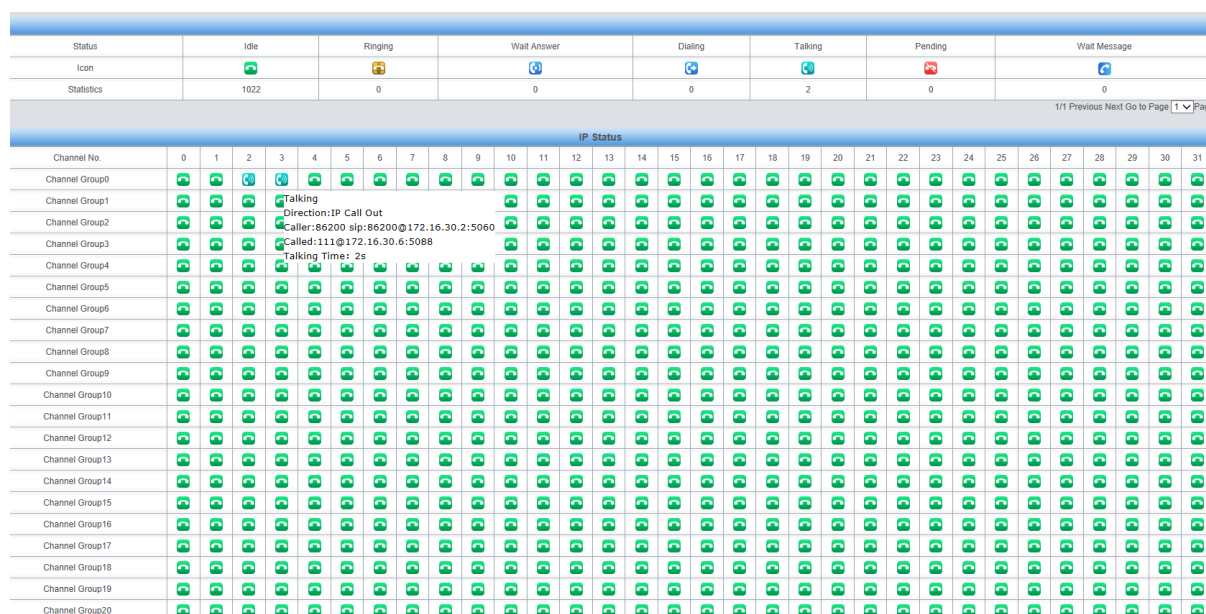 Status Idle Ringing Wait Answer Dialing Talking Pending Wait Message
Icon
Statistics 1022 0 0 0 2 0 0
1/1 Previous Next Go to Page 1
IP Status
Channel No. 0 1 2 3 4 5 6 7 8 9 10 11 12 13 14 15 16 17 18 19 20 21 22 23 24 25 26 27 28 29 30 31
Channel Group0
Channel Group1
Talking
Direction:IP Call Out
Channel Group2
Caller:86200 sip:86200@172.16.30.2:5060
Channel Group3
Called:111@172.16.30.6:5088
Talking Time: 2s
Channel Group4
Channel Group5
Channel Group6
Channel Group7
Channel Group8
Channel Group9
Channel Group10
Channel Group11
Channel Group12
Channel Group13
Channel Group14
Channel Group15
Channel Group16
Channel Group17
Channel Group18
Channel Group19
Channel Group20